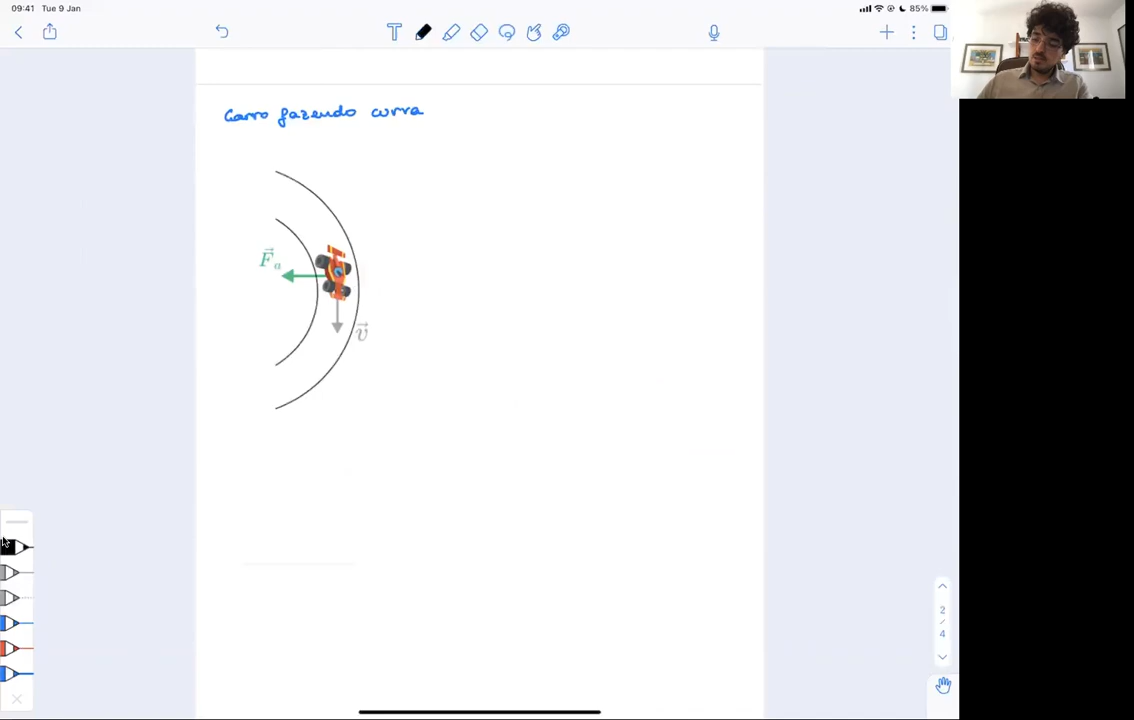 09:41 Tue 9 Jan
85%
T
Carro fazendo curva
F⃗a
v⃗
2
/
4